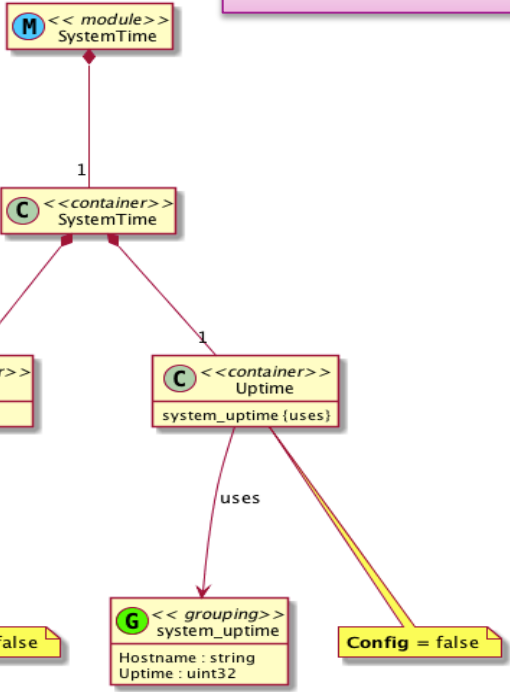 M << module>>
SystemTime
1
C <<container>>
SystemTime
1
r>>
C <<container>>
Uptime
system_uptime {uses}
uses
G << grouping>>
system_uptime
Hostname : string
Uptime : uint32
alse
Config = false